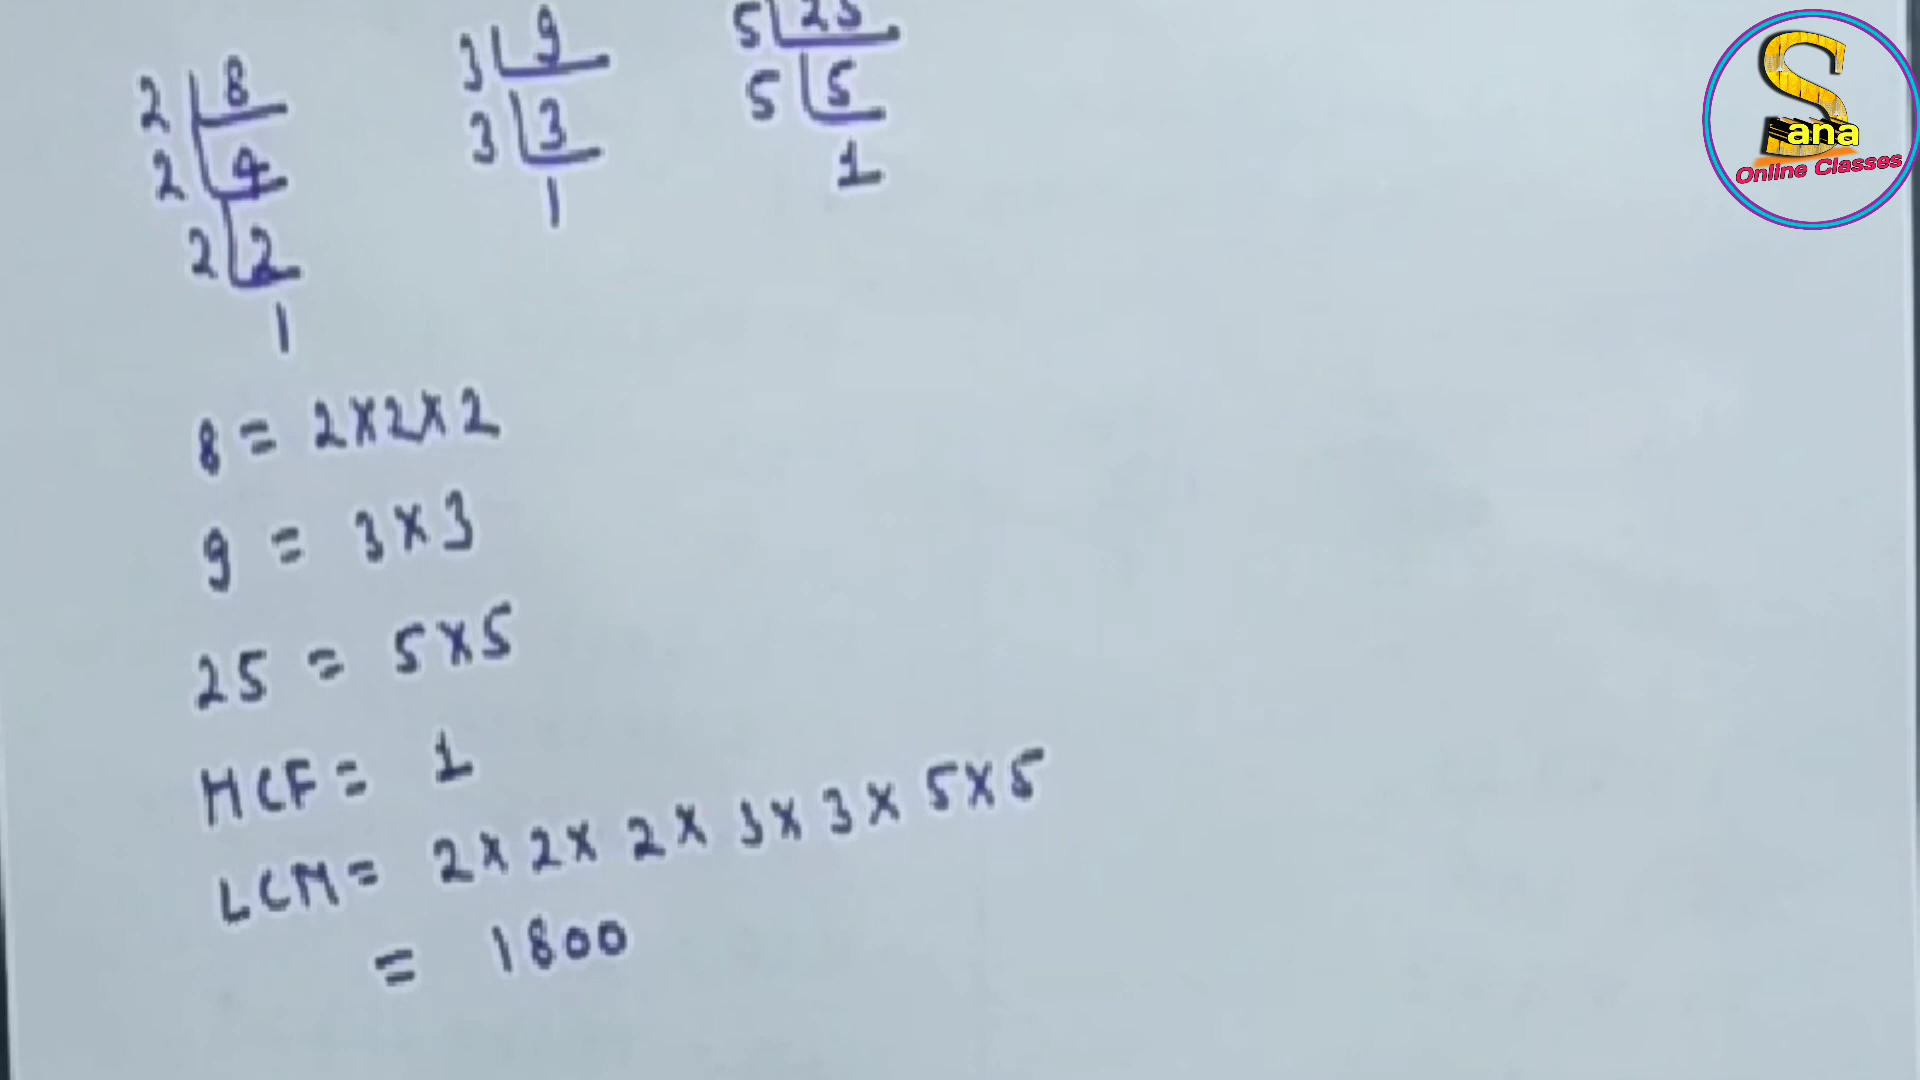 2 8
2 4
2 2
1
3 9
3 3
1
5 25
5 5
1
8 = 2×2×2
9 = 3×3
25 = 5×5
HCF = 1
LCM = 2×2×2×3×3×5×5
= 1800
Sana
Online Classes